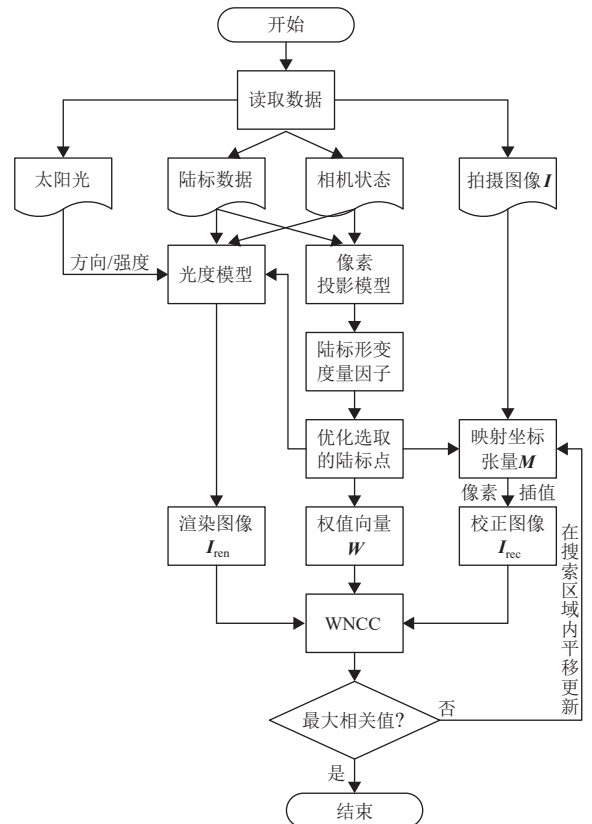 开始
读取数据
太阳光
陆标数据
相机状态
拍摄图像I
方向/强度
光度模型
像素
投影模型
陆标形变
度量因子
优化选取
的陆标点
映射坐标
张量M
像素
插值
渲染图像
I_ren
权值向量
W
校正图像
I_rec
在搜索区域内平移更新
WNCC
最大相关值?
否
是
结束